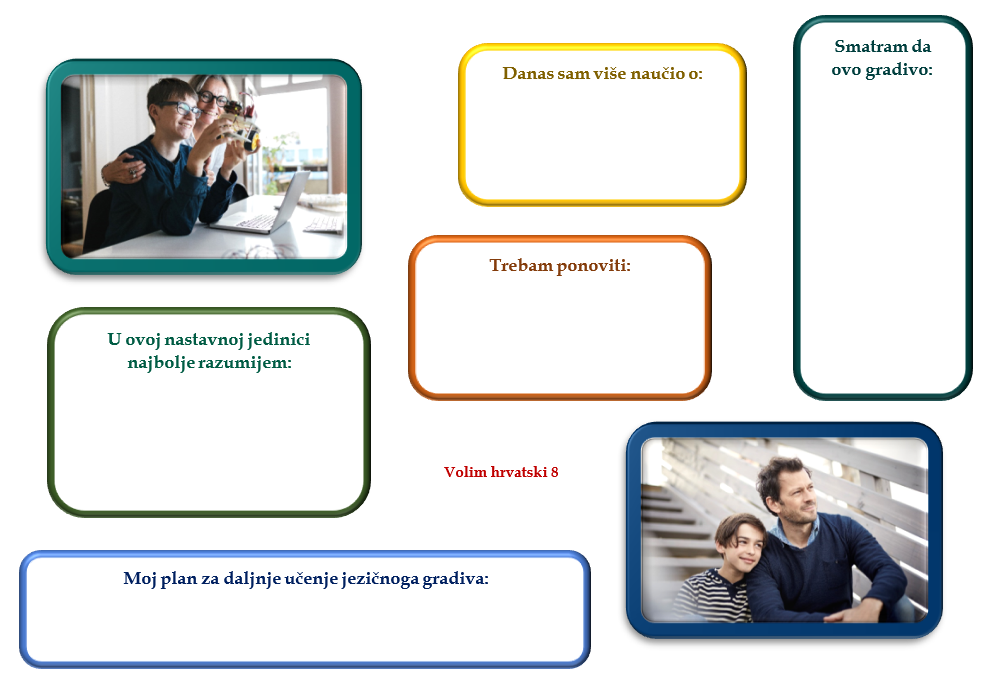 Danas sam više naučio o:
Smatram da
ovo gradivo:
Trebam ponoviti:
U ovoj nastavnoj jedinici
najbolje razumijem:
Volim hrvatski 8
Moj plan za daljnje učenje jezičnoga gradiva: